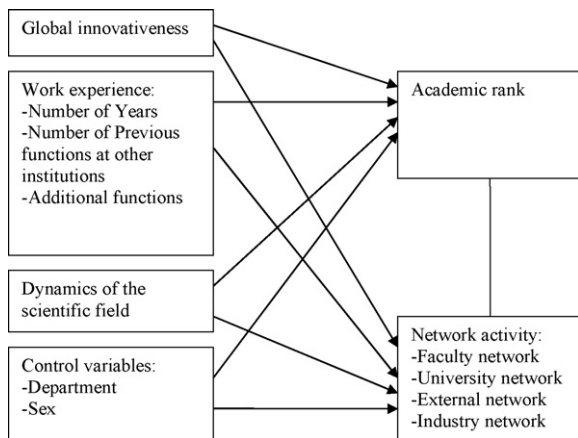 Global innovativeness
Work experience:
-Number of Years
-Number of Previous
functions at other
institutions
-Additional functions
Dynamics of the
scientific field
Control variables:
-Department
-Sex
Academic rank
Network activity:
-Faculty network
-University network
-External network
-Industry network